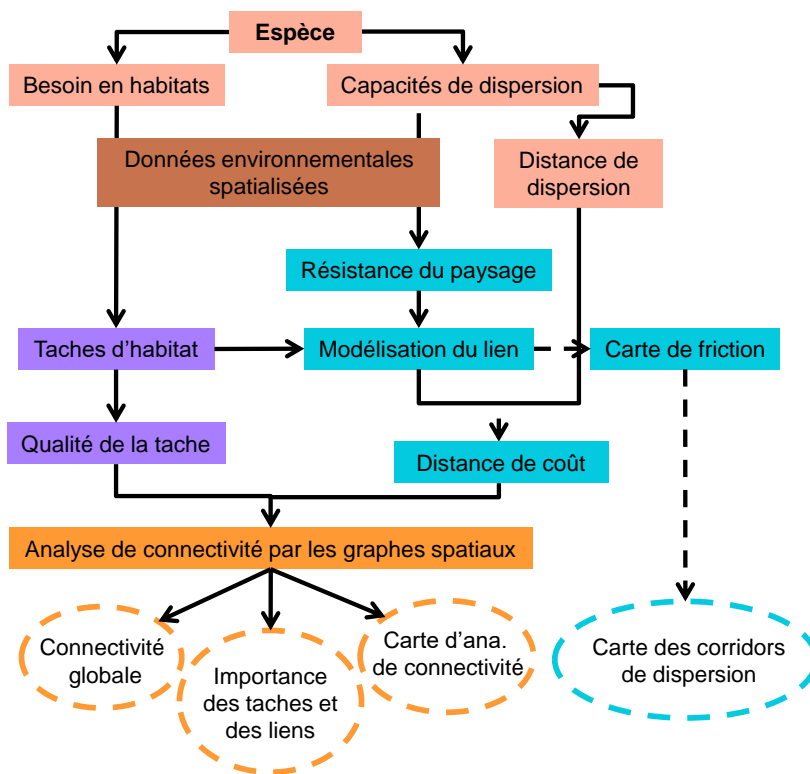 Espèce
Besoin en habitats
Capacités de dispersion
Données environnementales
spatialisées
Distance de
dispersion
Résistance du paysage
Taches d'habitat
Modélisation du lien
Carte de friction
Qualité de la tache
Distance de coût
Analyse de connectivité par les graphes spatiaux
Connectivité
globale
Importance
des taches et
des liens
Carte d'ana.
de connectivité
Carte des corridors
de dispersion